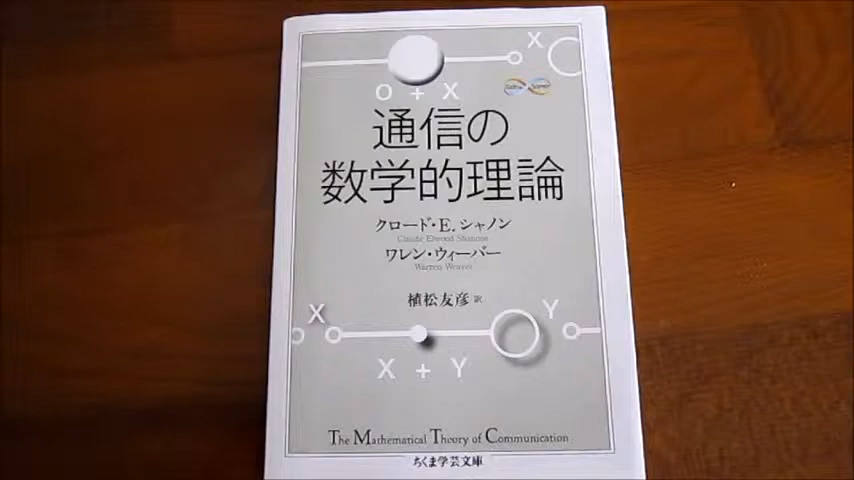 X
O + X
Math & Science
通信の
数学的理論
クロード・E. シャノン
Claude Elwood Shannon
ワレン・ウィーバー
Warren Weaver
植松友彦 訳
X Y
X + Y
The Mathematical Theory of Communication
ちくま学芸文庫